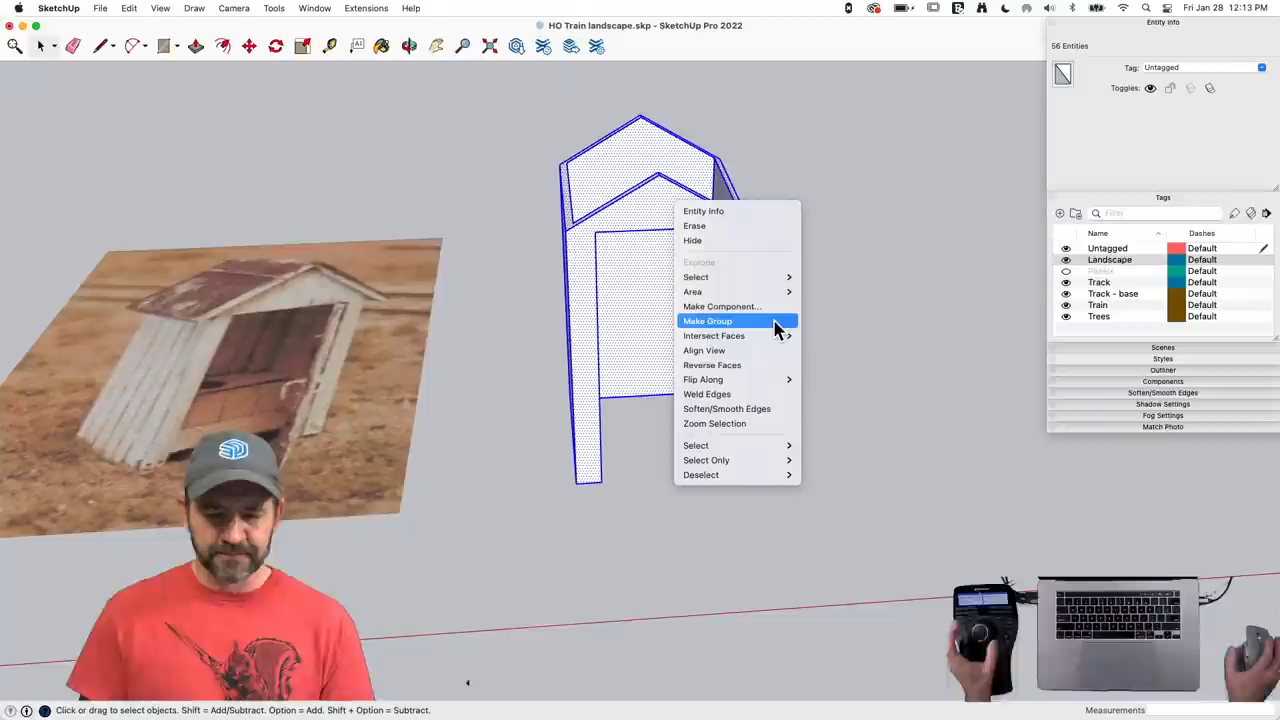 SketchUp File Edit View Draw Camera Tools Window Extensions Help Fri Jan 28 12:13 PM
HO Train landscape.skp - SketchUp Pro 2022
Entity Info
56 Entities
Tag: Untagged
Toggles:
Tags
Filter
Name Dashes
Untagged Default
Landscape Default
Default
Track Default
Track - base Default
Train Default
Trees Default
Scenes
Styles
Outliner
Components
Soften/Smooth Edges
Shadow Settings
Fog Settings
Match Photo
Entity Info
Erase
Hide
Explode
Select
Area
Make Component...
Make Group
Intersect Faces
Align View
Reverse Faces
Flip Along
Weld Edges
Soften/Smooth Edges
Zoom Selection
Select
Select Only
Deselect
Click or drag to select objects. Shift = Add/Subtract. Option = Add. Shift + Option = Subtract.
Measurements